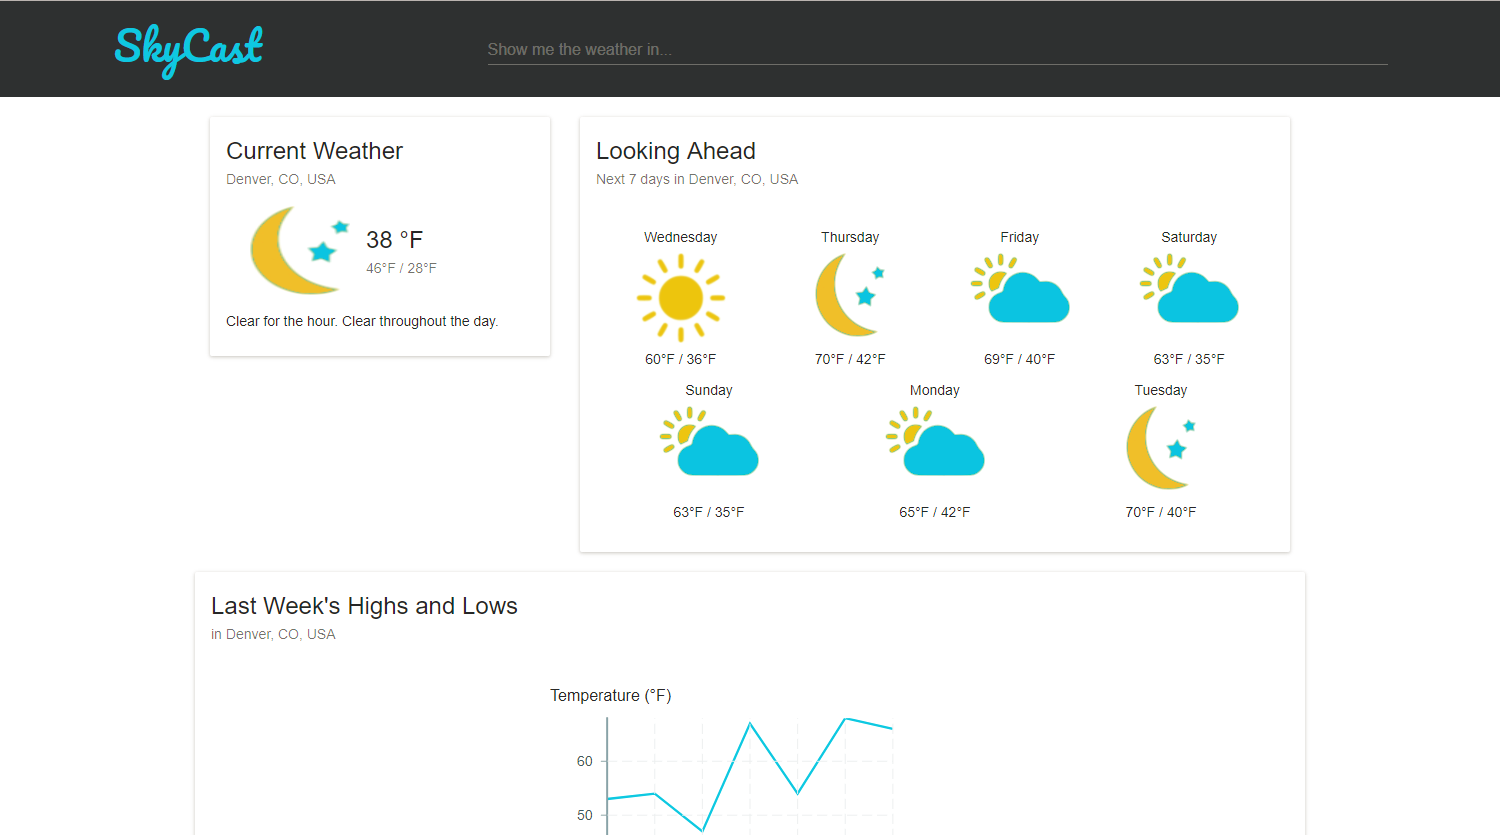 SkyCast
Show me the weather in...
Current Weather
Denver, CO, USA
38 °F
46°F / 28°F
Clear for the hour. Clear throughout the day.
Looking Ahead
Next 7 days in Denver, CO, USA
Wednesday Thursday Friday Saturday
60°F / 36°F 70°F / 42°F 69°F / 40°F 63°F / 35°F
Sunday Monday Tuesday
63°F / 35°F 65°F / 42°F 70°F / 40°F
Last Week's Highs and Lows
in Denver, CO, USA
Temperature (°F)
60
50